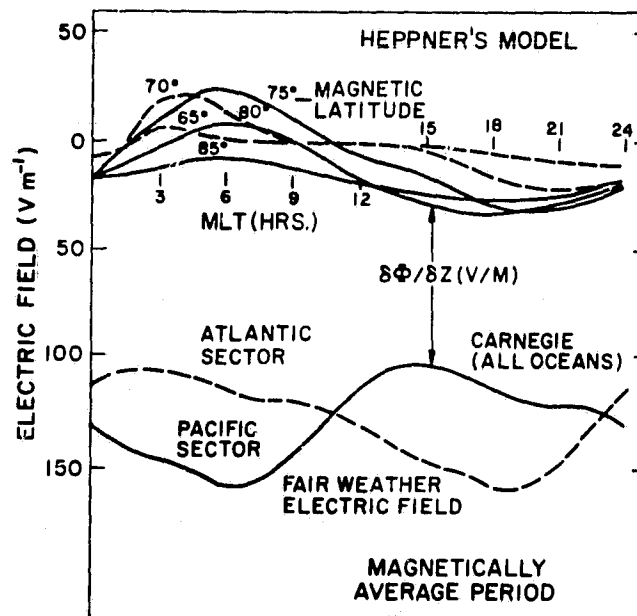 50
HEPPNER'S MODEL
70°
75°
MAGNETIC
LATITUDE
65°
80°
85°
0
15
18
21
24
3
6
9
12
MLT (HRS.)
50
δΦ/δZ (V/M)
ATLANTIC
SECTOR
CARNEGIE
(ALL OCEANS)
100
PACIFIC
SECTOR
150
FAIR WEATHER
ELECTRIC FIELD
MAGNETICALLY
AVERAGE PERIOD
ELECTRIC FIELD (V m⁻¹)